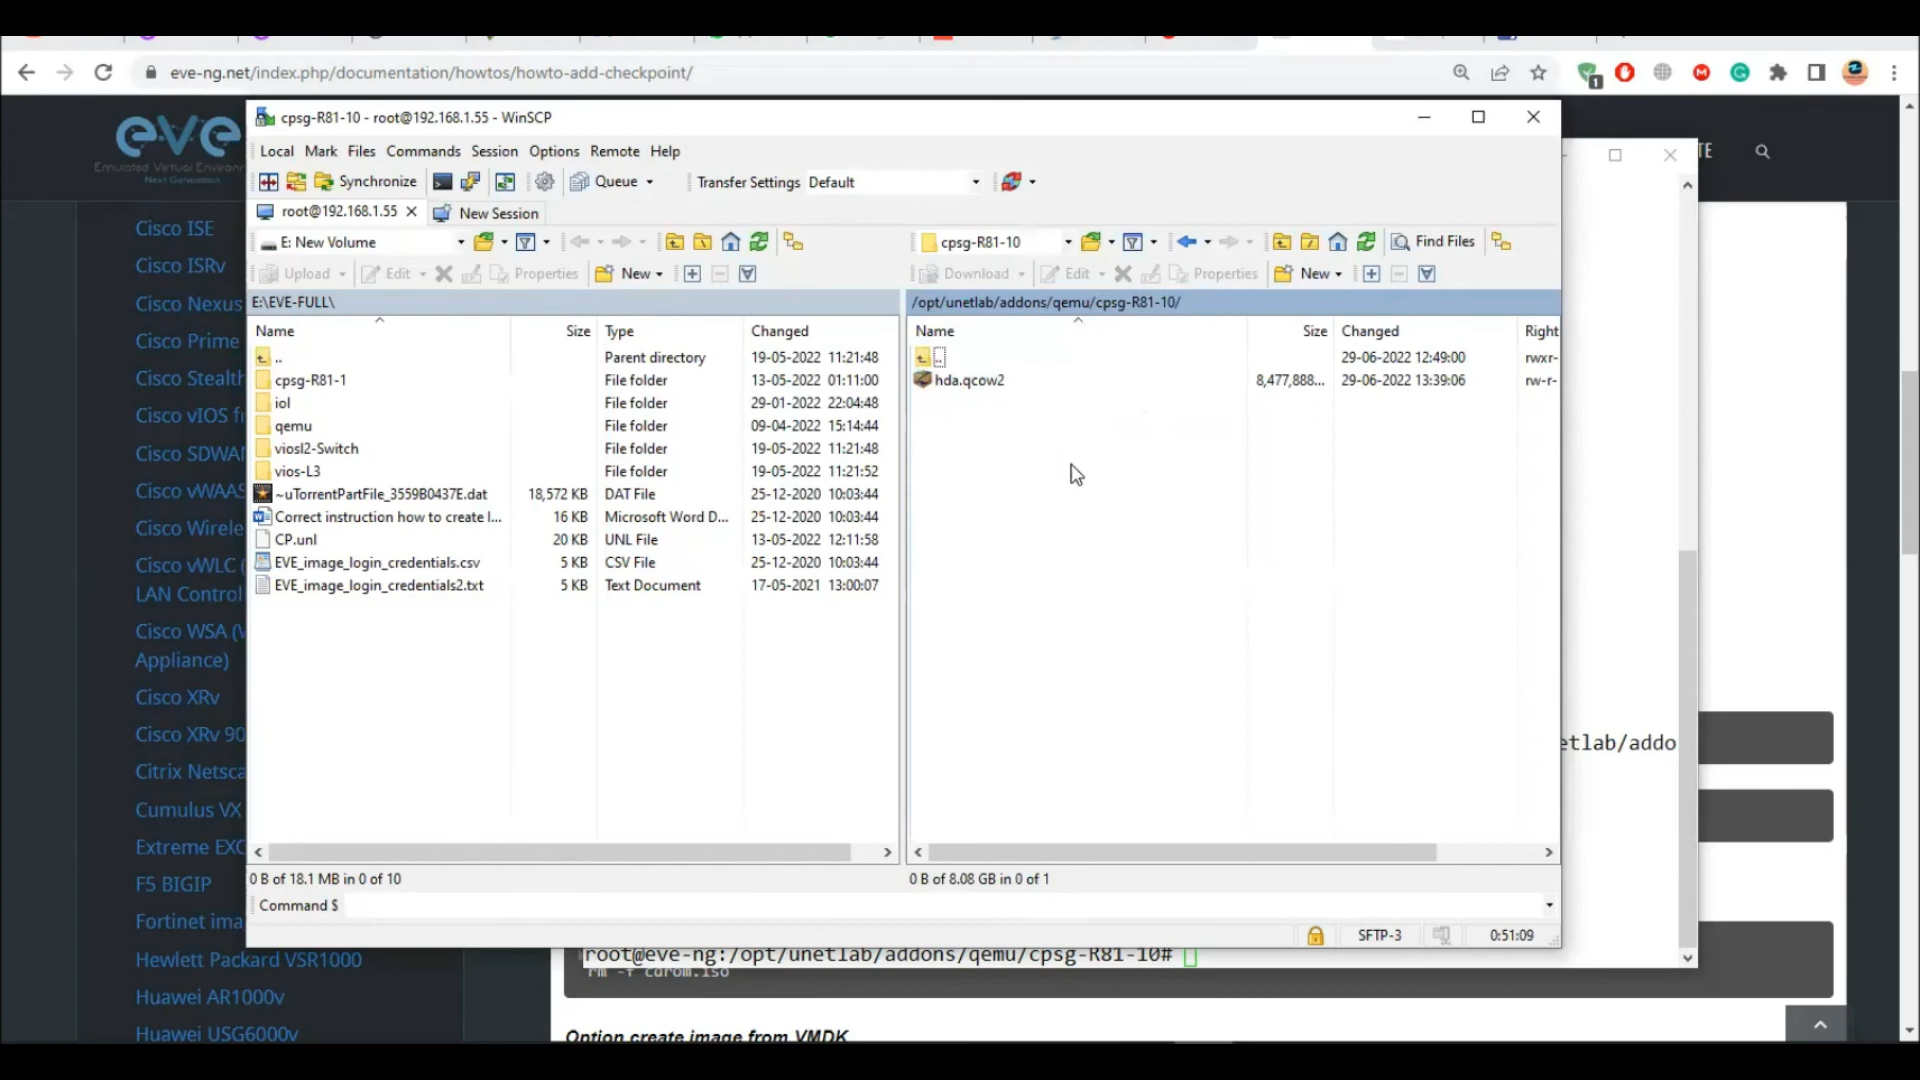 eve-ng.net/index.php/documentation/howtos/howto-add-checkpoint/
1
eve
Emulated Virtual Environ
Next Generation
cpsg-R81-10 - root@192.168.1.55 - WinSCP
Local Mark Files Commands Session Options Remote Help
TE
Synchronize Queue Transfer Settings Default
root@192.168.1.55 New Session
E: New Volume
cpsg-R81-10 Find Files
Upload Edit Properties New
Download Edit Properties New
E:\EVE-FULL\
/opt/unetlab/addons/qemu/cpsg-R81-10/
Name Size Type Changed
Name Size Changed Right
.. Parent directory 19-05-2022 11:21:48
cpsg-R81-1 File folder 13-05-2022 01:11:00
iol File folder 29-01-2022 22:04:48
qemu File folder 09-04-2022 15:14:44
viosl2-Switch File folder 19-05-2022 11:21:48
vios-L3 File folder 19-05-2022 11:21:52
~uTorrentPartFile_3559B0437E.dat 18,572 KB DAT File 25-12-2020 10:03:44
Correct instruction how to create I... 16 KB Microsoft Word D... 25-12-2020 10:03:44
CP.unl 20 KB UNL File 13-05-2022 12:11:58
EVE_image_login_credentials.csv 5 KB CSV File 25-12-2020 10:03:44
EVE_image_login_credentials2.txt 5 KB Text Document 17-05-2021 13:00:07
.. 29-06-2022 12:49:00 rwxr-
hda.qcow2 8,477,888... 29-06-2022 13:39:06 rw-r-
0 B of 18.1 MB in 0 of 10
0 B of 8.08 GB in 0 of 1
Command $
SFTP-3 0:51:09
Cisco ISE
Cisco ISRv
Cisco Nexus
Cisco Prime
Cisco Stealth
Cisco vIOS f
Cisco SDWA
Cisco vWAAS
Cisco Wirele
Cisco vWLC (
LAN Control
Cisco WSA (
Appliance)
Cisco XRv
Cisco XRv 90
Citrix Netsca
Cumulus VX
Extreme EXO
F5 BIGIP
Fortinet ima
Hewlett Packard VSR1000
Huawei AR1000v
Huawei USG6000v
etlab/addo
root@eve-ng:/opt/unetlab/addons/qemu/cpsg-R81-10#
rm -f cdrom.iso
Option create image from VMDK